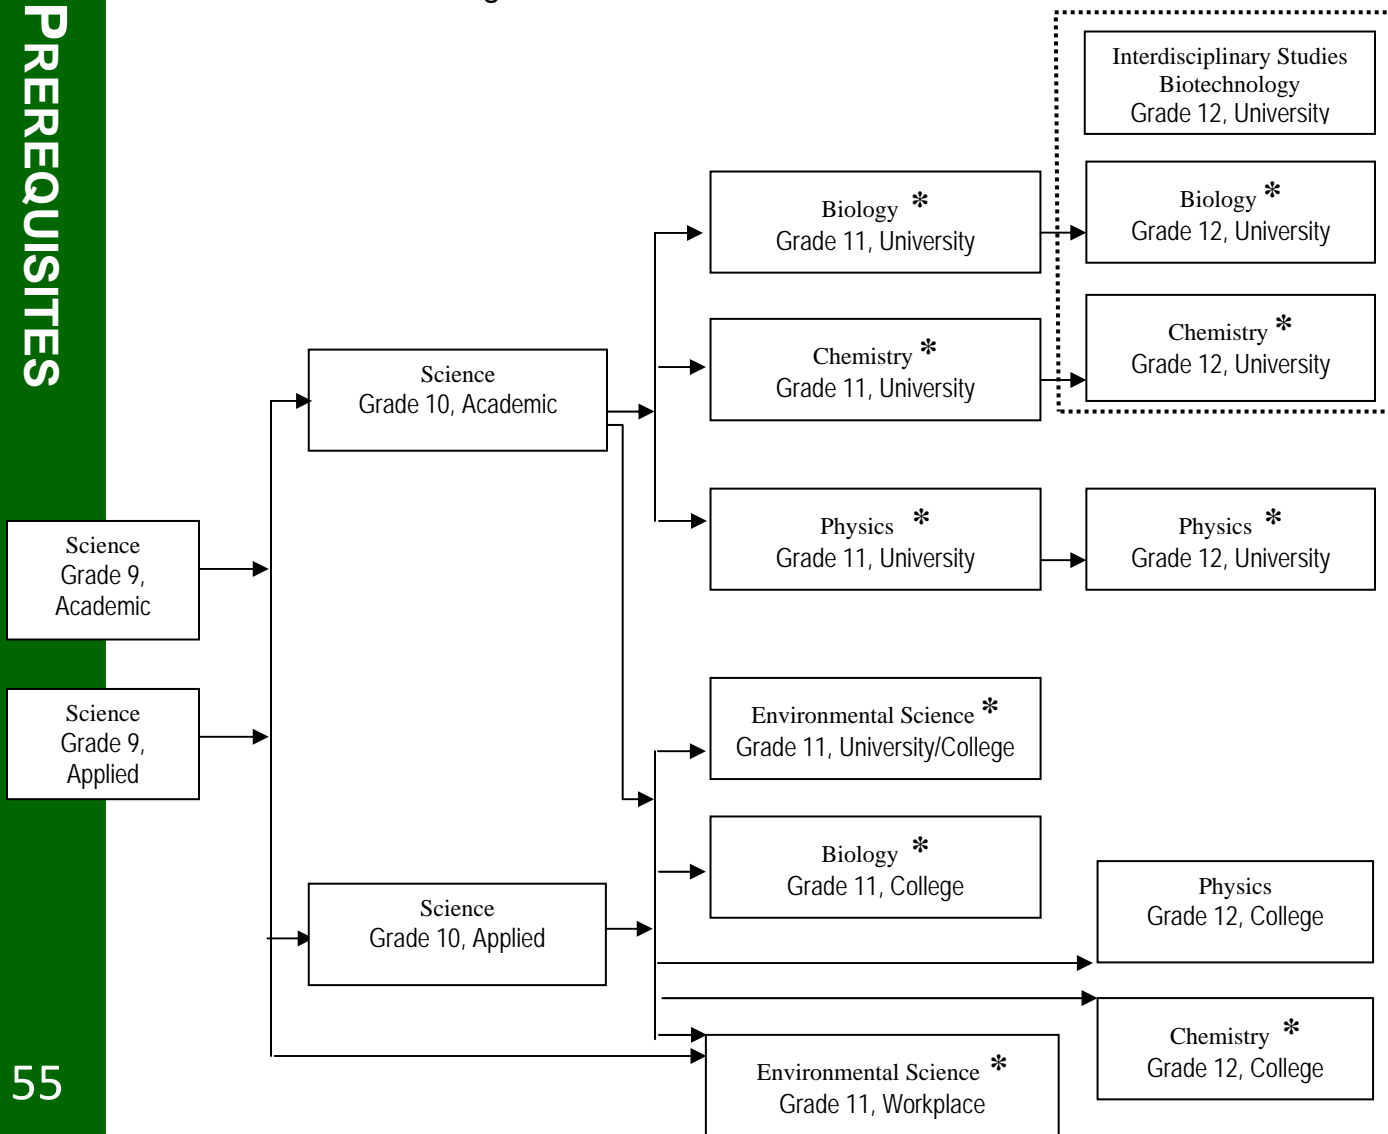 PREREQUISITES
Interdisciplinary Studies
Biotechnology
Grade 12, University
Biology *
Grade 11, University
Biology *
Grade 12, University
Chemistry *
Grade 11, University
Chemistry *
Grade 12, University
Science
Grade 10, Academic
Physics *
Grade 11, University
Physics *
Grade 12, University
Science
Grade 9,
Academic
Science
Grade 9,
Applied
Environmental Science *
Grade 11, University/College
Biology *
Grade 11, College
Science
Grade 10, Applied
Physics
Grade 12, College
Chemistry *
Grade 12, College
Environmental Science *
Grade 11, Workplace
55